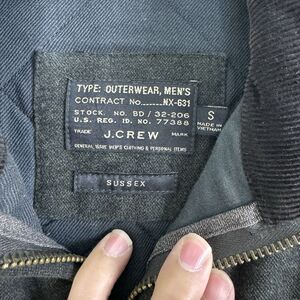 TYPE: OUTERWEAR, MEN'S
CONTRACT No.......NX-631
STOCK. NO. BD / 32-206
U.S. REG. ID. NO. 77388
TRADE J.CREW MARK
GENERAL WARE MEN'S CLOTHING & PERSONAL ITEMS
S
MADE IN
VIETNAM
SUSSEX